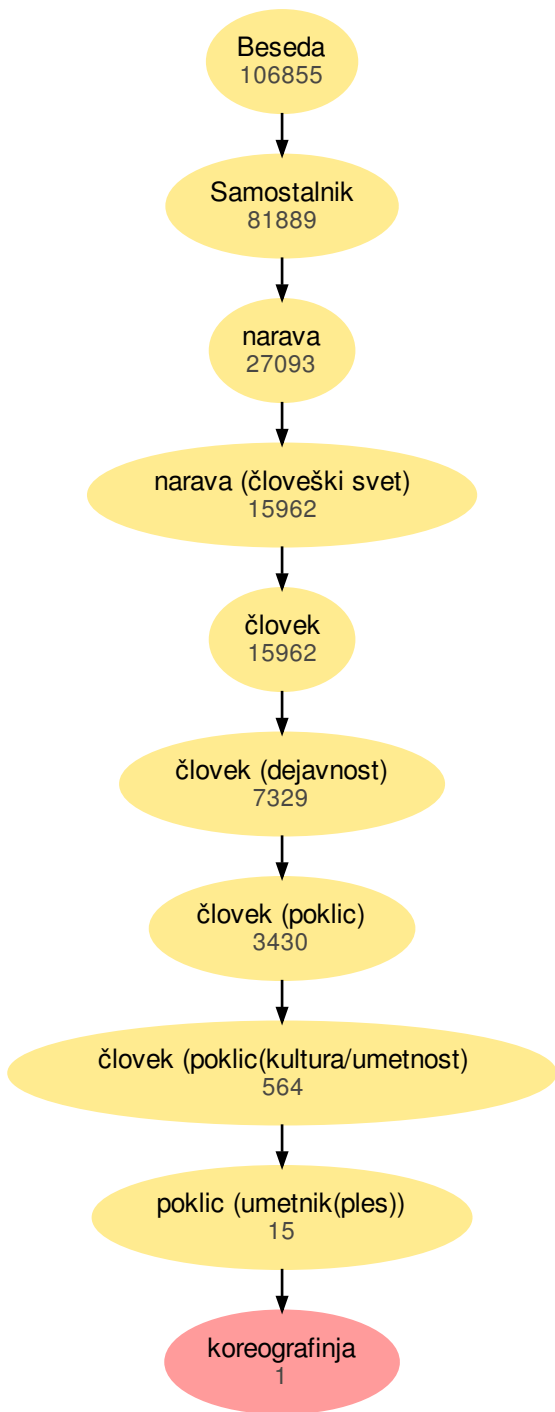 Beseda
106855
Samostalnik
81889
narava
27093
narava (človeški svet)
15962
človek
15962
človek (dejavnost)
7329
človek (poklic)
3430
človek (poklic(kultura/umetnost)
564
poklic (umetnik(ples))
15
koreografinja
1